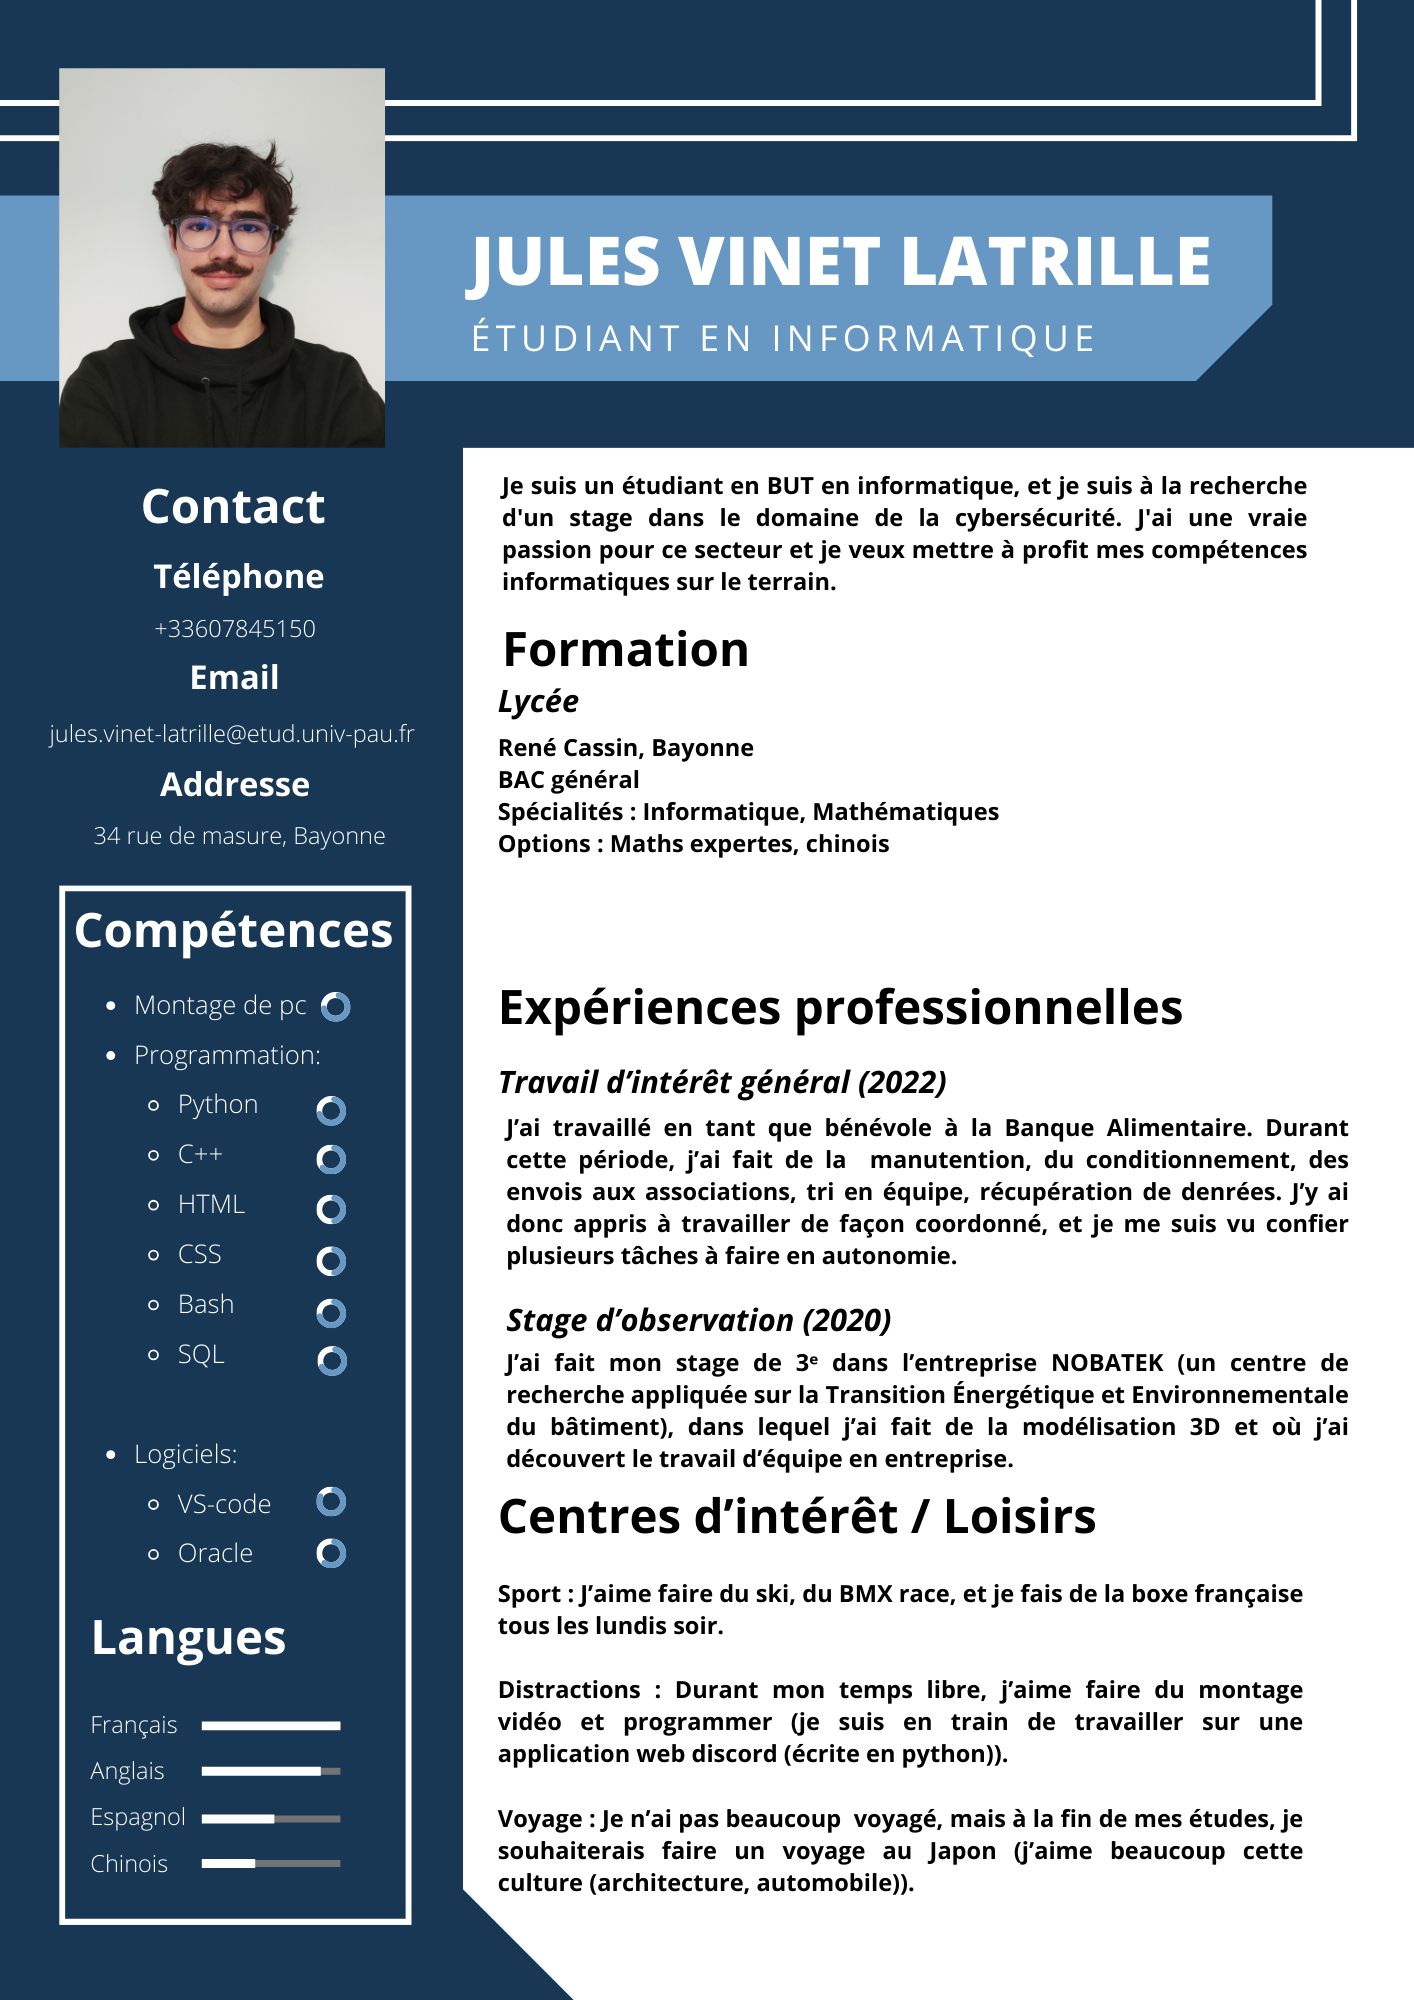 JULES VINET LATRILLE
ÉTUDIANT EN INFORMATIQUE
Contact
Téléphone
+33607845150
Email
jules.vinet-latrille@etud.univ-pau.fr
Addresse
34 rue de masure, Bayonne
Compétences
• Montage de pc
• Programmation:
◦ Python
◦ C++
◦ HTML
◦ CSS
◦ Bash
◦ SQL
• Logiciels:
◦ VS-code
◦ Oracle
Langues
Français
Anglais
Espagnol
Chinois
Je suis un étudiant en BUT en informatique, et je suis à la recherche
d'un stage dans le domaine de la cybersécurité. J'ai une vraie
passion pour ce secteur et je veux mettre à profit mes compétences
informatiques sur le terrain.
Formation
Lycée
René Cassin, Bayonne
BAC général
Spécialités : Informatique, Mathématiques
Options : Maths expertes, chinois
Expériences professionnelles
Travail d’intérêt général (2022)
J’ai travaillé en tant que bénévole à la Banque Alimentaire. Durant
cette période, j’ai fait de la manutention, du conditionnement, des
envois aux associations, tri en équipe, récupération de denrées. J’y ai
donc appris à travailler de façon coordonné, et je me suis vu confier
plusieurs tâches à faire en autonomie.
Stage d’observation (2020)
J’ai fait mon stage de 3ᵉ dans l’entreprise NOBATEK (un centre de
recherche appliquée sur la Transition Énergétique et Environnementale
du bâtiment), dans lequel j’ai fait de la modélisation 3D et où j’ai
découvert le travail d’équipe en entreprise.
Centres d’intérêt / Loisirs
Sport : J’aime faire du ski, du BMX race, et je fais de la boxe française
tous les lundis soir.
Distractions : Durant mon temps libre, j’aime faire du montage
vidéo et programmer (je suis en train de travailler sur une
application web discord (écrite en python)).
Voyage : Je n’ai pas beaucoup voyagé, mais à la fin de mes études, je
souhaiterais faire un voyage au Japon (j’aime beaucoup cette
culture (architecture, automobile)).